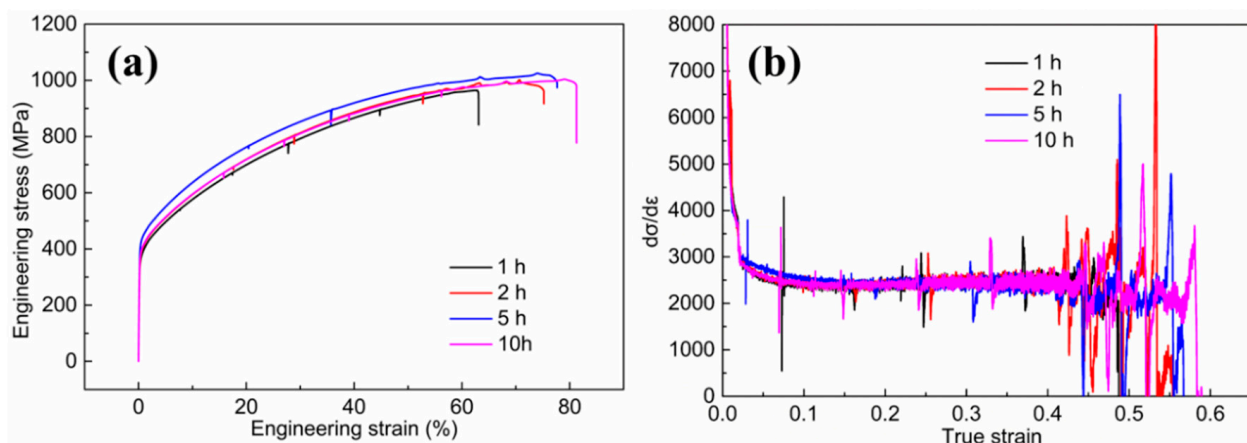 (a)
1200
1000
800
600
400
200
0
Engineering stress (MPa)
1 h
2 h
5 h
10h
0 20 40 60 80
Engineering strain (%)
(b)
8000
7000
6000
5000
4000
3000
2000
1000
0
dσ/dε
1 h
2 h
5 h
10 h
0.0 0.1 0.2 0.3 0.4 0.5 0.6
True strain